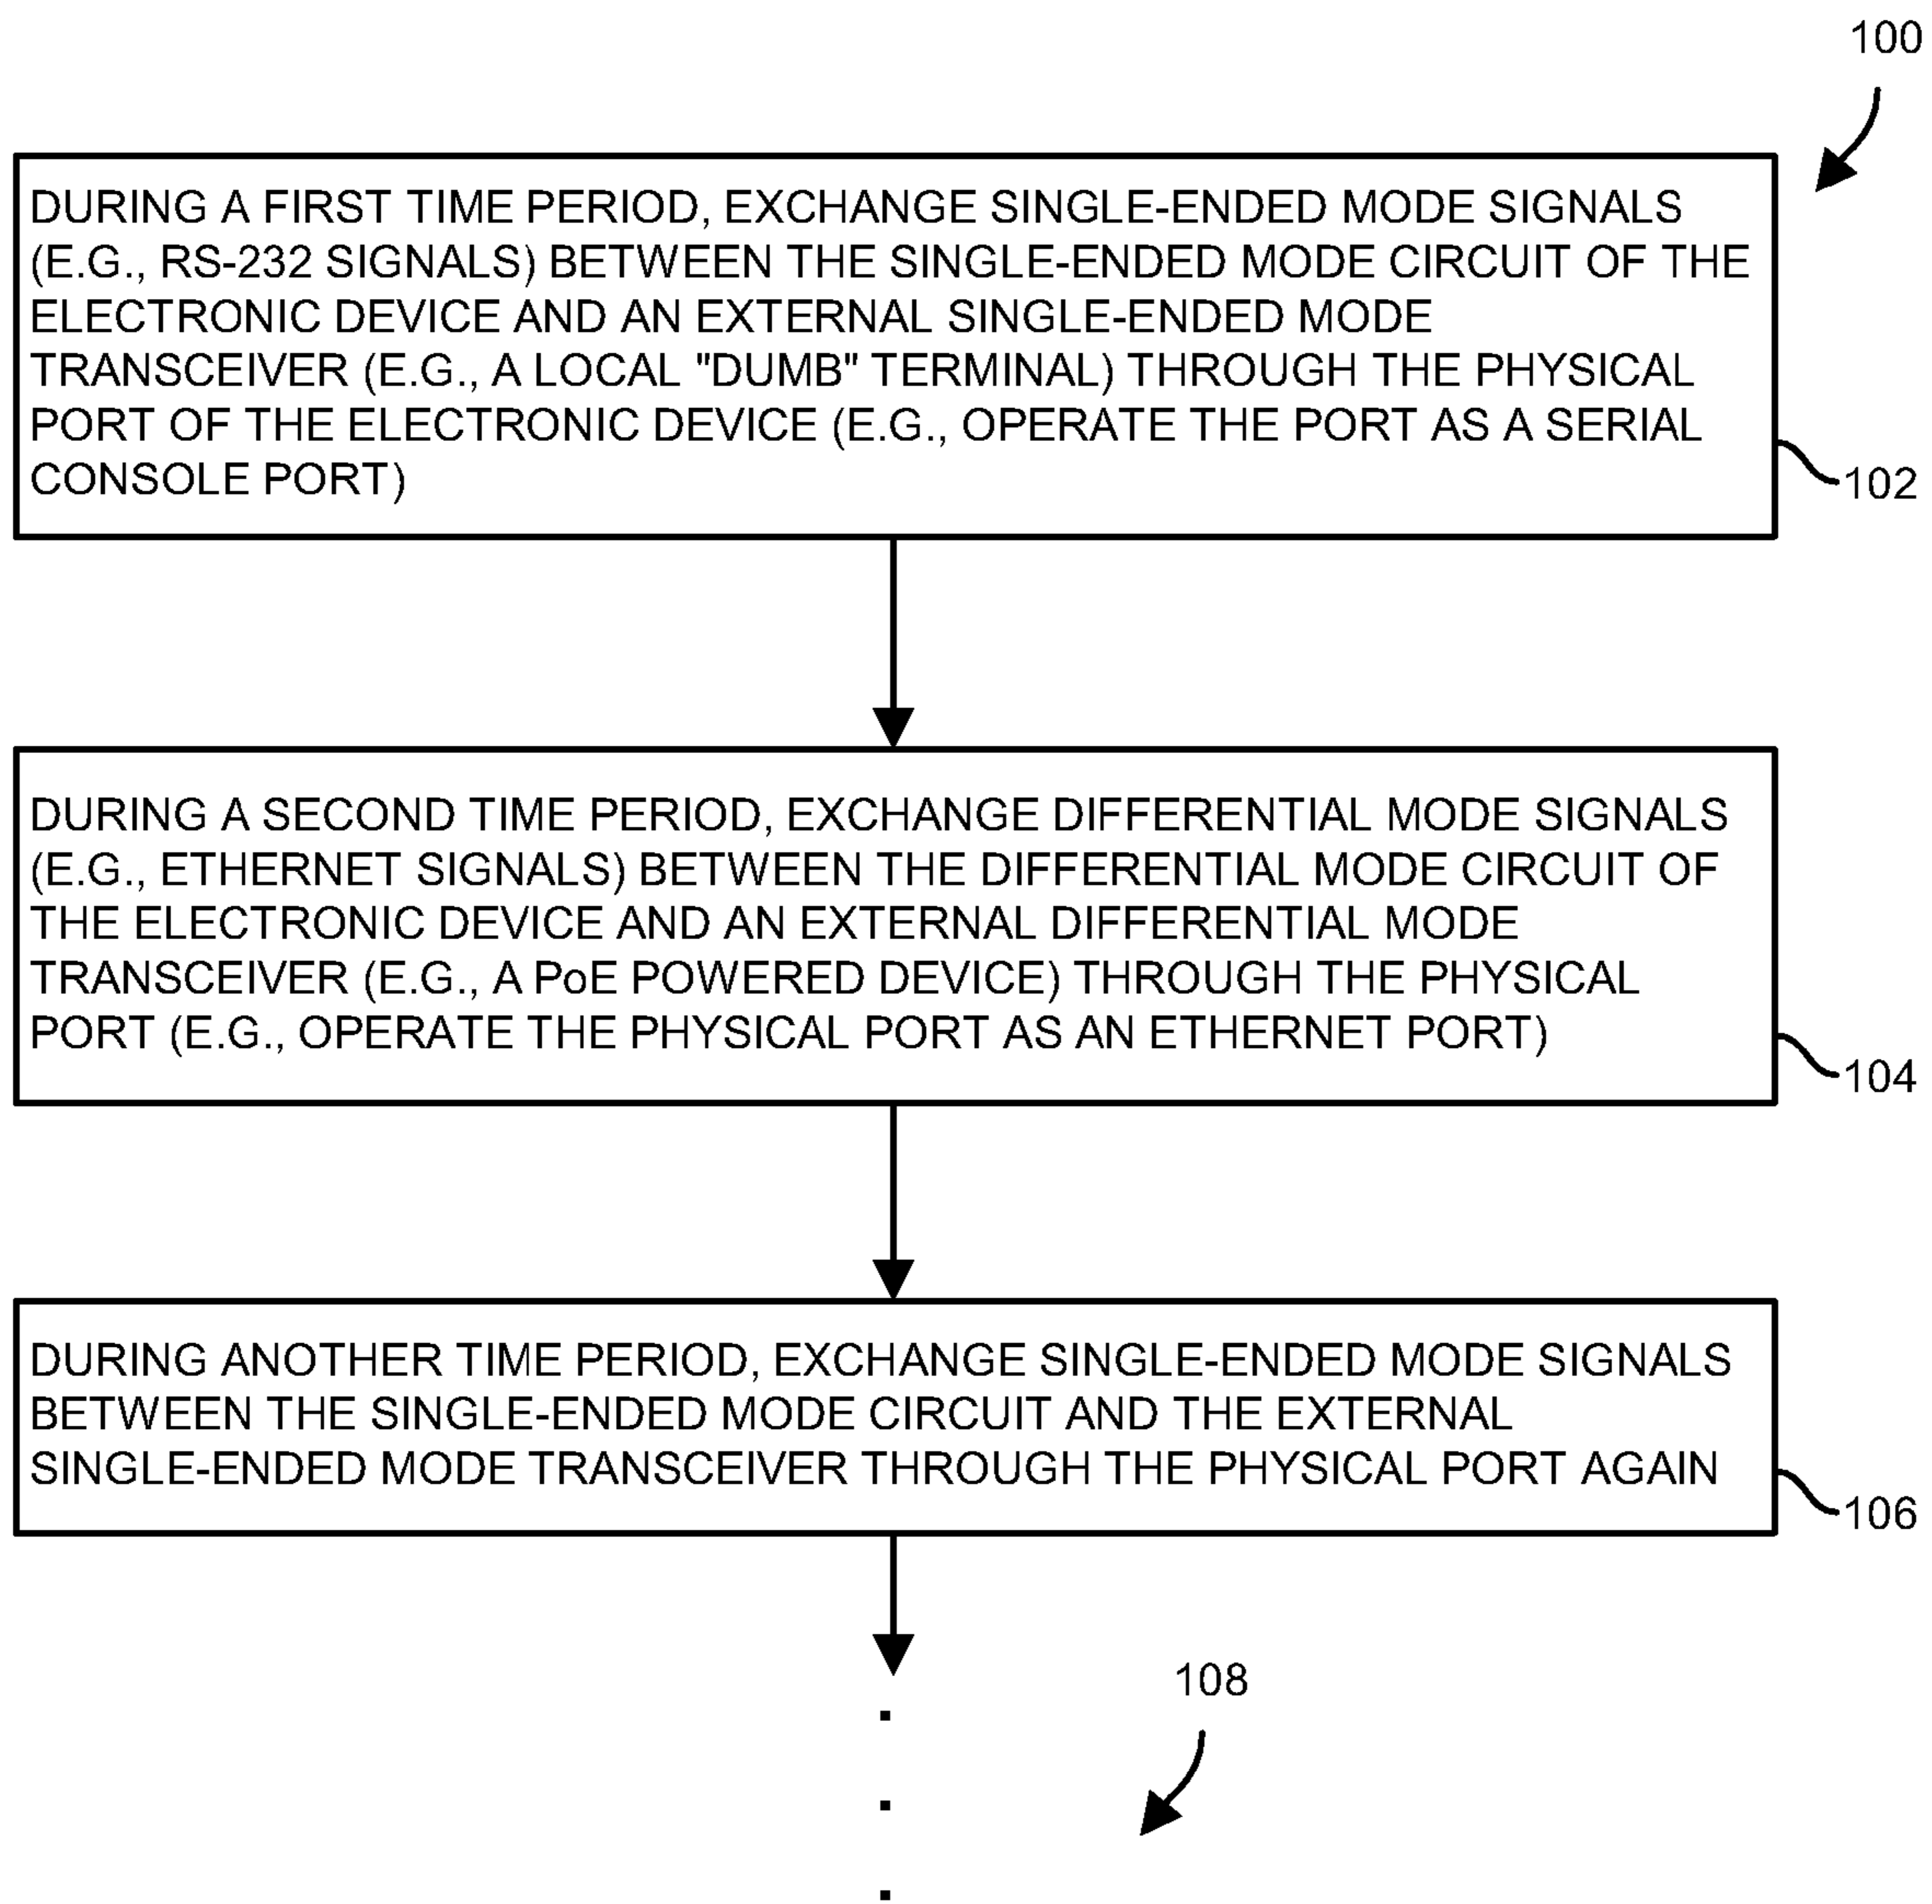 100
DURING A FIRST TIME PERIOD, EXCHANGE SINGLE-ENDED MODE SIGNALS
(E.G., RS-232 SIGNALS) BETWEEN THE SINGLE-ENDED MODE CIRCUIT OF THE
ELECTRONIC DEVICE AND AN EXTERNAL SINGLE-ENDED MODE
TRANSCEIVER (E.G., A LOCAL "DUMB" TERMINAL) THROUGH THE PHYSICAL
PORT OF THE ELECTRONIC DEVICE (E.G., OPERATE THE PORT AS A SERIAL
CONSOLE PORT)
102
DURING A SECOND TIME PERIOD, EXCHANGE DIFFERENTIAL MODE SIGNALS
(E.G., ETHERNET SIGNALS) BETWEEN THE DIFFERENTIAL MODE CIRCUIT OF
THE ELECTRONIC DEVICE AND AN EXTERNAL DIFFERENTIAL MODE
TRANSCEIVER (E.G., A PoE POWERED DEVICE) THROUGH THE PHYSICAL
PORT (E.G., OPERATE THE PHYSICAL PORT AS AN ETHERNET PORT)
104
DURING ANOTHER TIME PERIOD, EXCHANGE SINGLE-ENDED MODE SIGNALS
BETWEEN THE SINGLE-ENDED MODE CIRCUIT AND THE EXTERNAL
SINGLE-ENDED MODE TRANSCEIVER THROUGH THE PHYSICAL PORT AGAIN
106
108